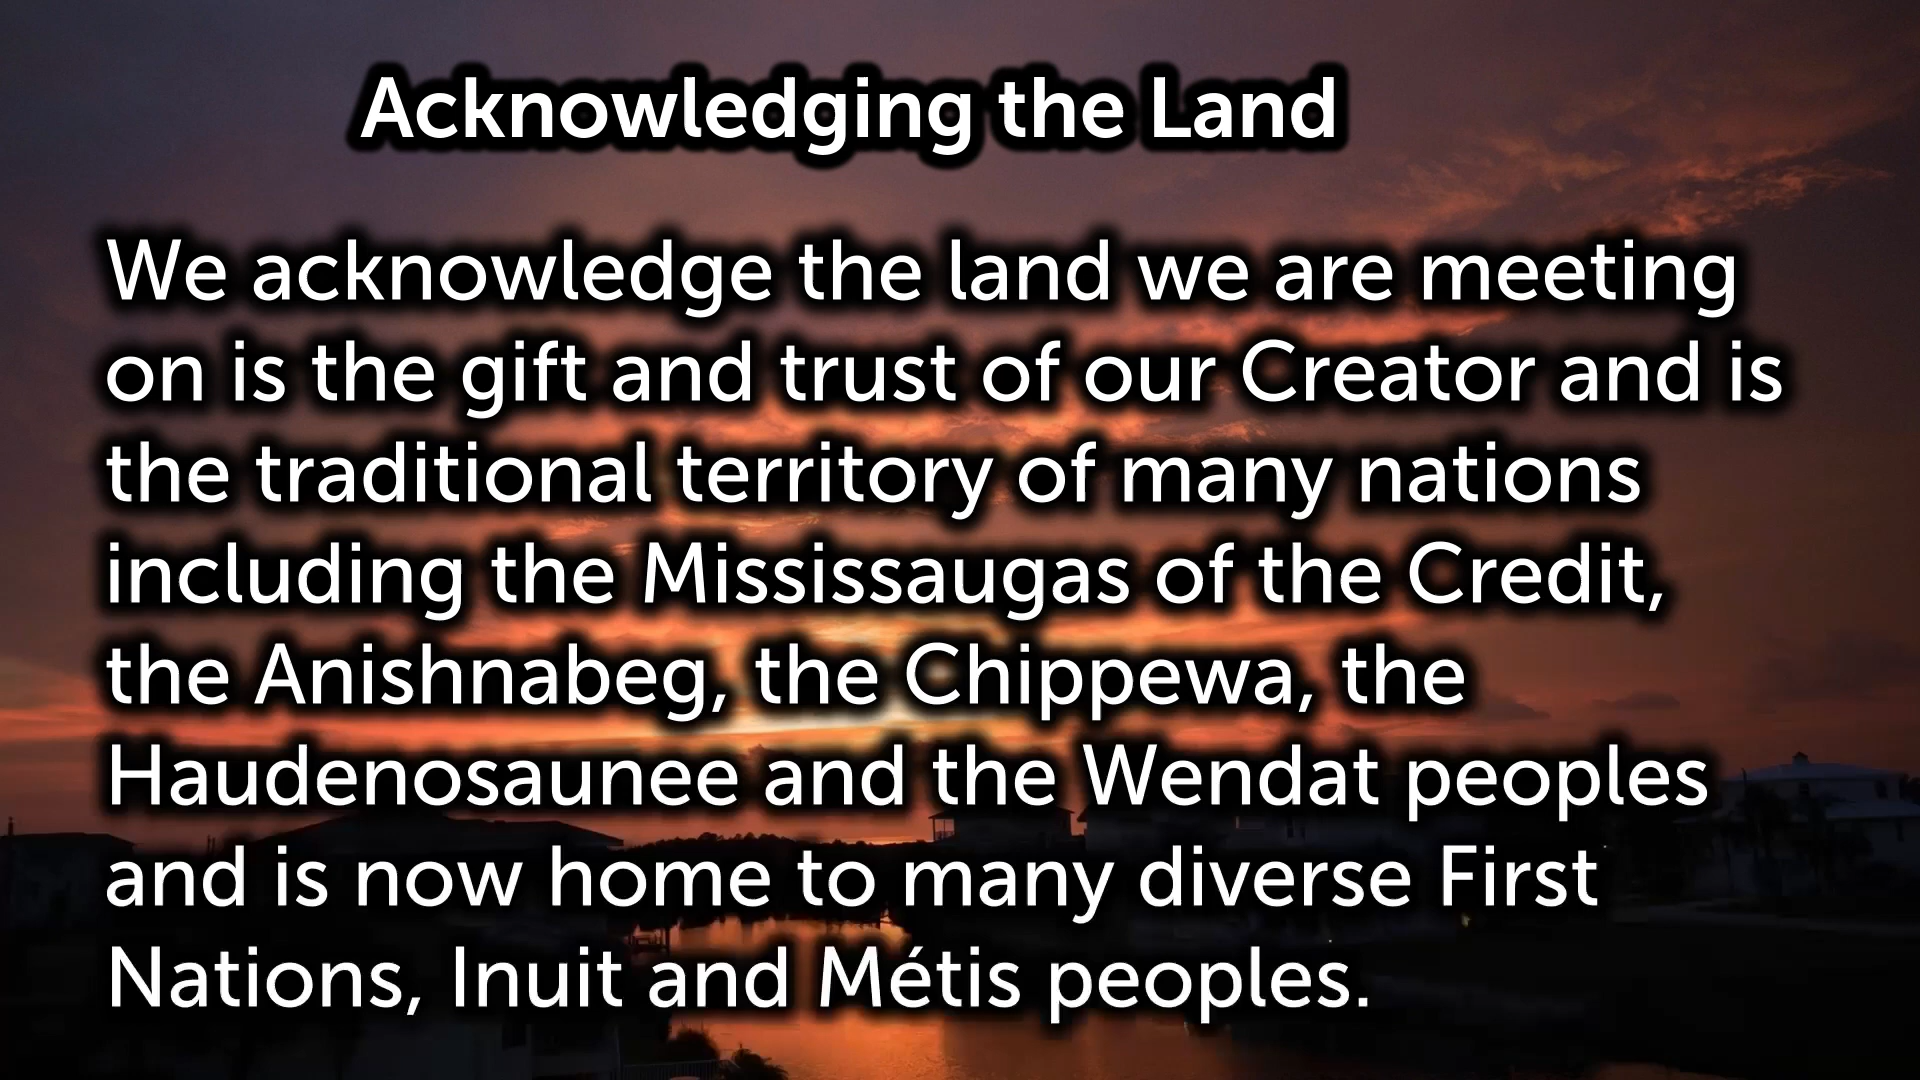 Acknowledging the Land
We acknowledge the land we are meeting
on is the gift and trust of our Creator and is
the traditional territory of many nations
including the Mississaugas of the Credit,
the Anishnabeg, the Chippewa, the
Haudenosaunee and the Wendat peoples
and is now home to many diverse First
Nations, Inuit and Métis peoples.